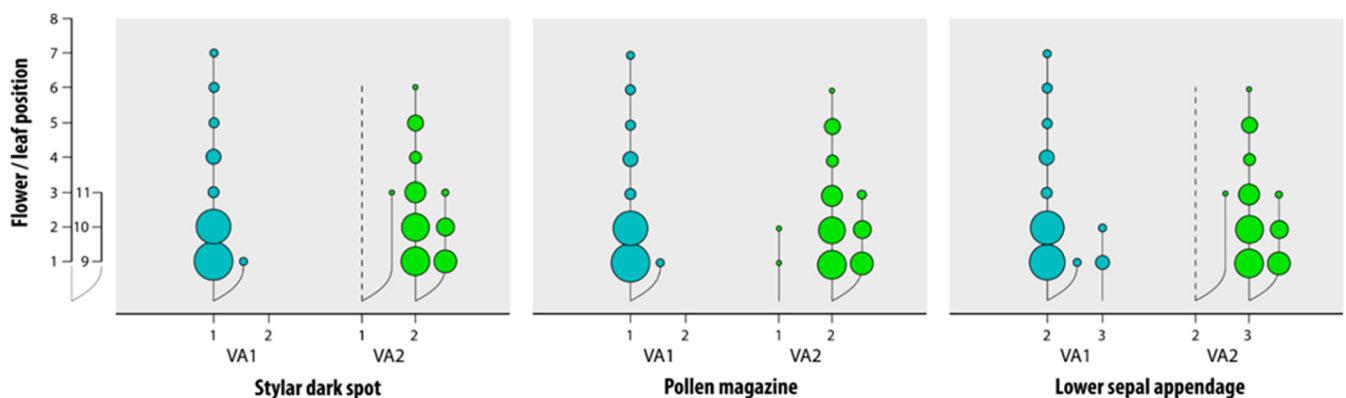 Flower / leaf position
8
7
6
5
4
3 11
2 10
1 9
1 2 1 2
VA1 VA2
Stylar dark spot
1 2 1 2
VA1 VA2
Pollen magazine
2 3 2 3
VA1 VA2
Lower sepal appendage